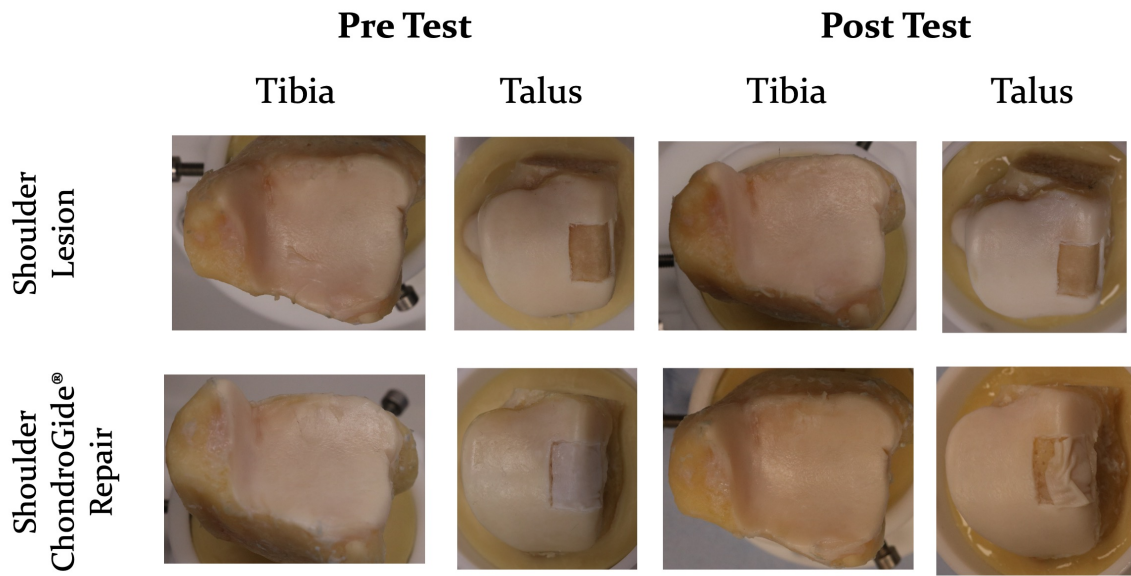 Pre Test
Post Test
Tibia
Talus
Tibia
Talus
Shoulder
Lesion
Shoulder
ChondroGide®
Repair